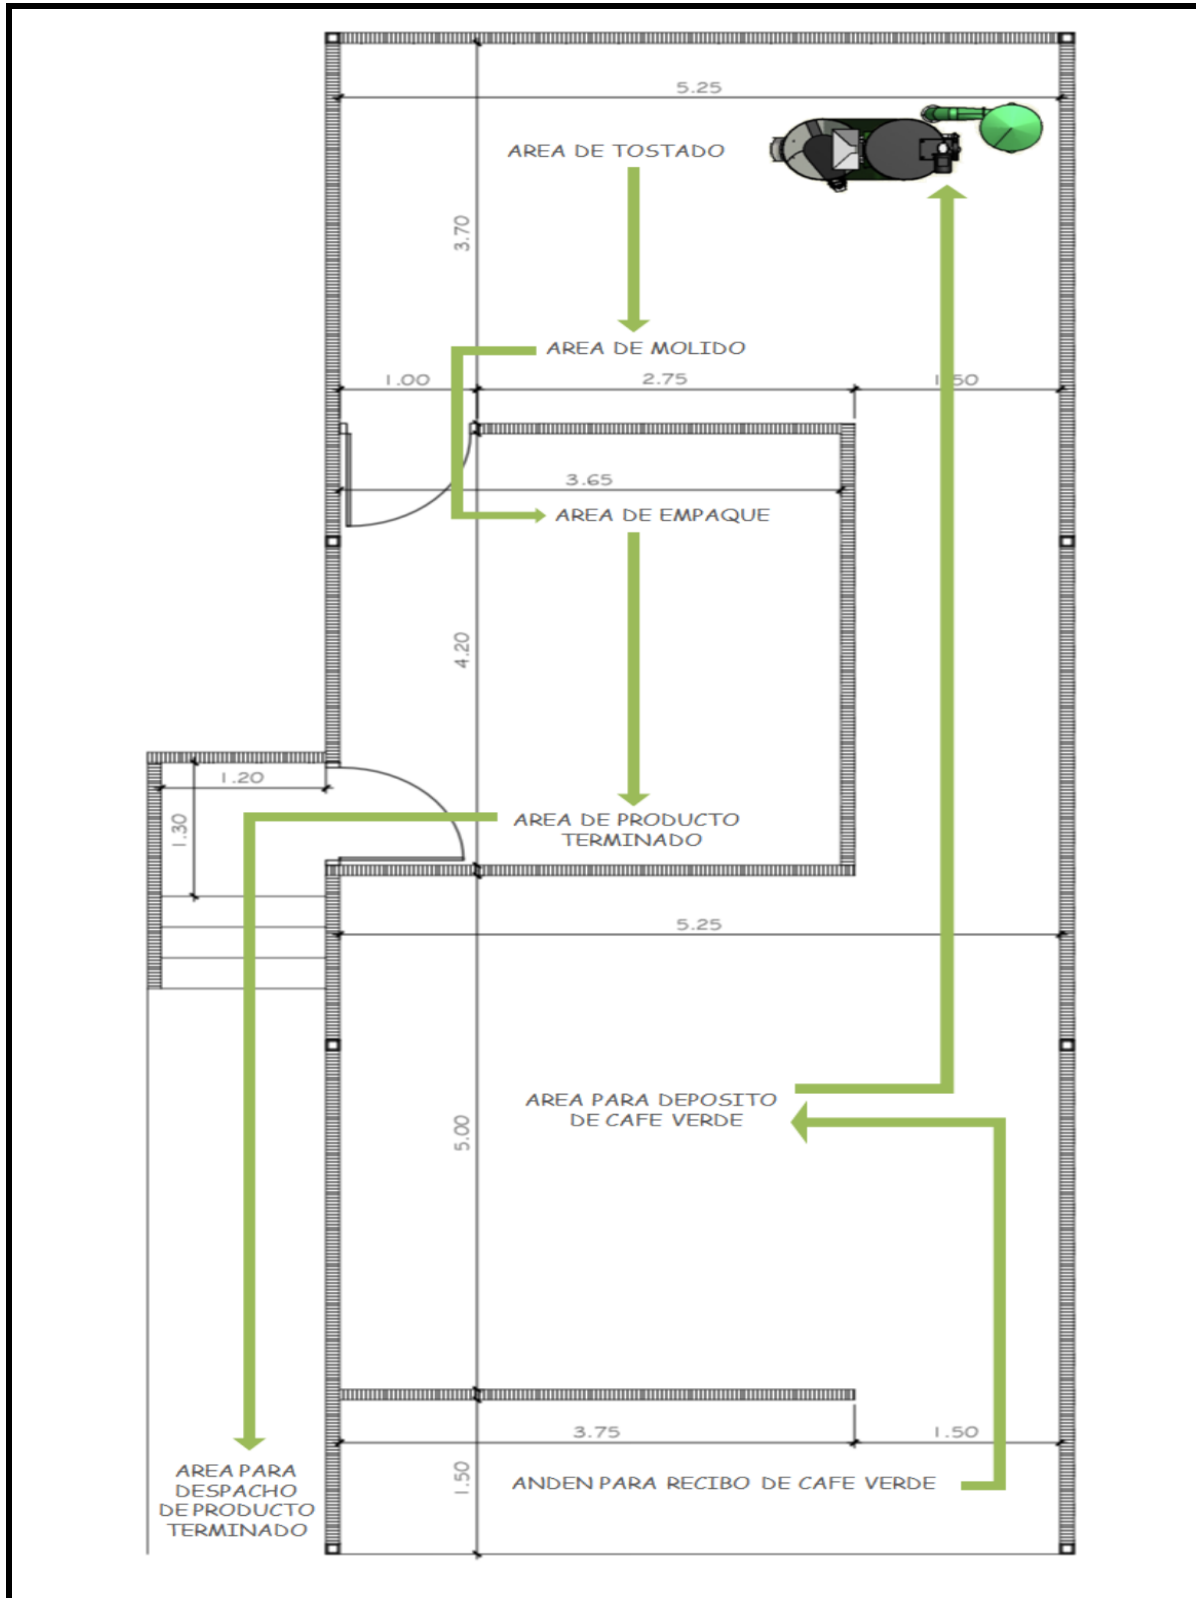 5.25
AREA DE TOSTADO
3.70
AREA DE MOLIDO
1.00
2.75
1.50
3.65
AREA DE EMPAQUE
4.20
1.20
1.30
AREA DE PRODUCTO
TERMINADO
5.25
AREA PARA DEPOSITO
DE CAFE VERDE
5.00
3.75
1.50
AREA PARA
DESPACHO
DE PRODUCTO
TERMINADO
1.50
ANDEN PARA RECIBO DE CAFE VERDE